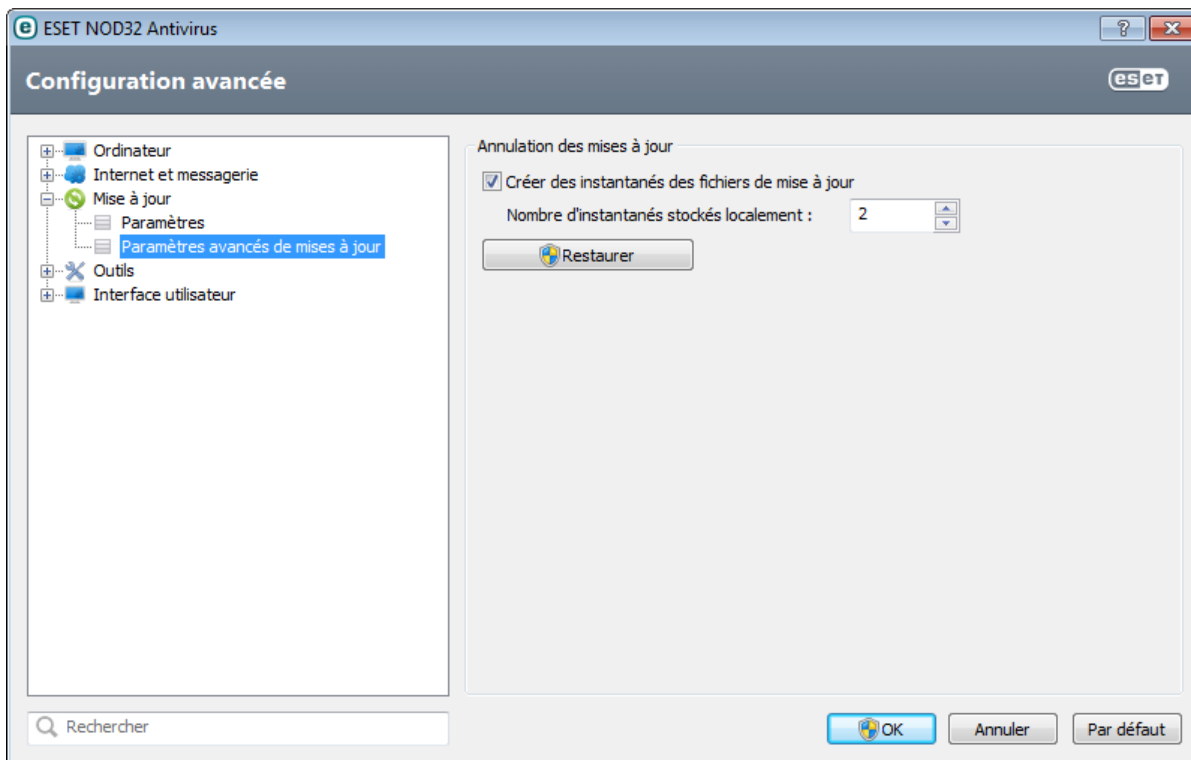 ESET NOD32 Antivirus
Configuration avancée
eset
Ordinateur
Internet et messagerie
Mise à jour
Paramètres
Paramètres avancés de mises à jour
Outils
Interface utilisateur
Annulation des mises à jour
Créer des instantanés des fichiers de mise à jour
Nombre d'instantanés stockés localement : 2
Restaurer
Rechercher
OK Annuler Par défaut